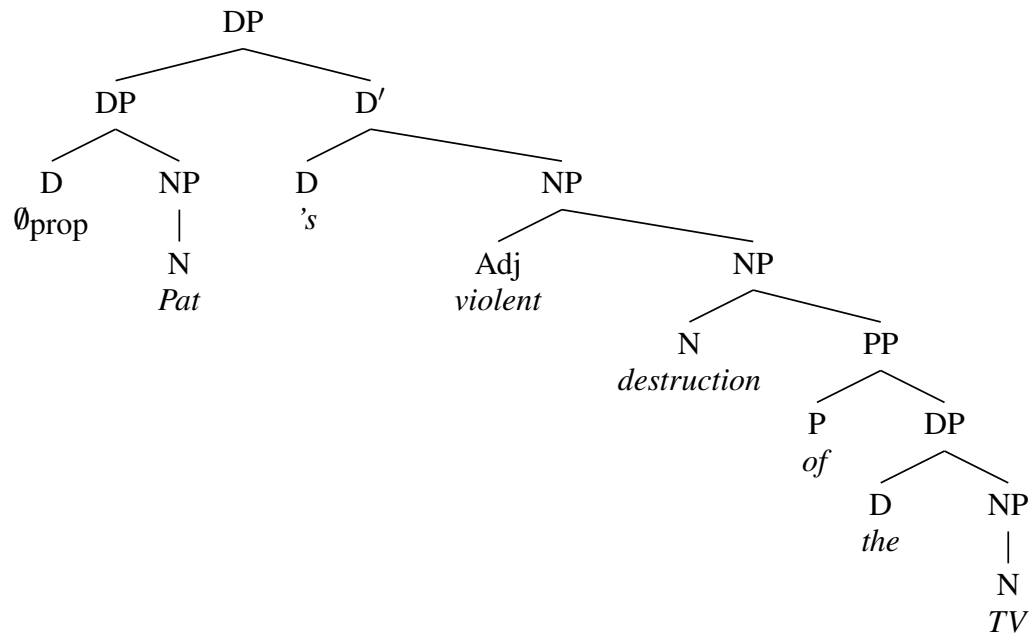 DP
DP D′
D NP D NP
∅prop ’s
N Adj NP
Pat violent
N PP
destruction
P DP
of
D NP
the
N
TV